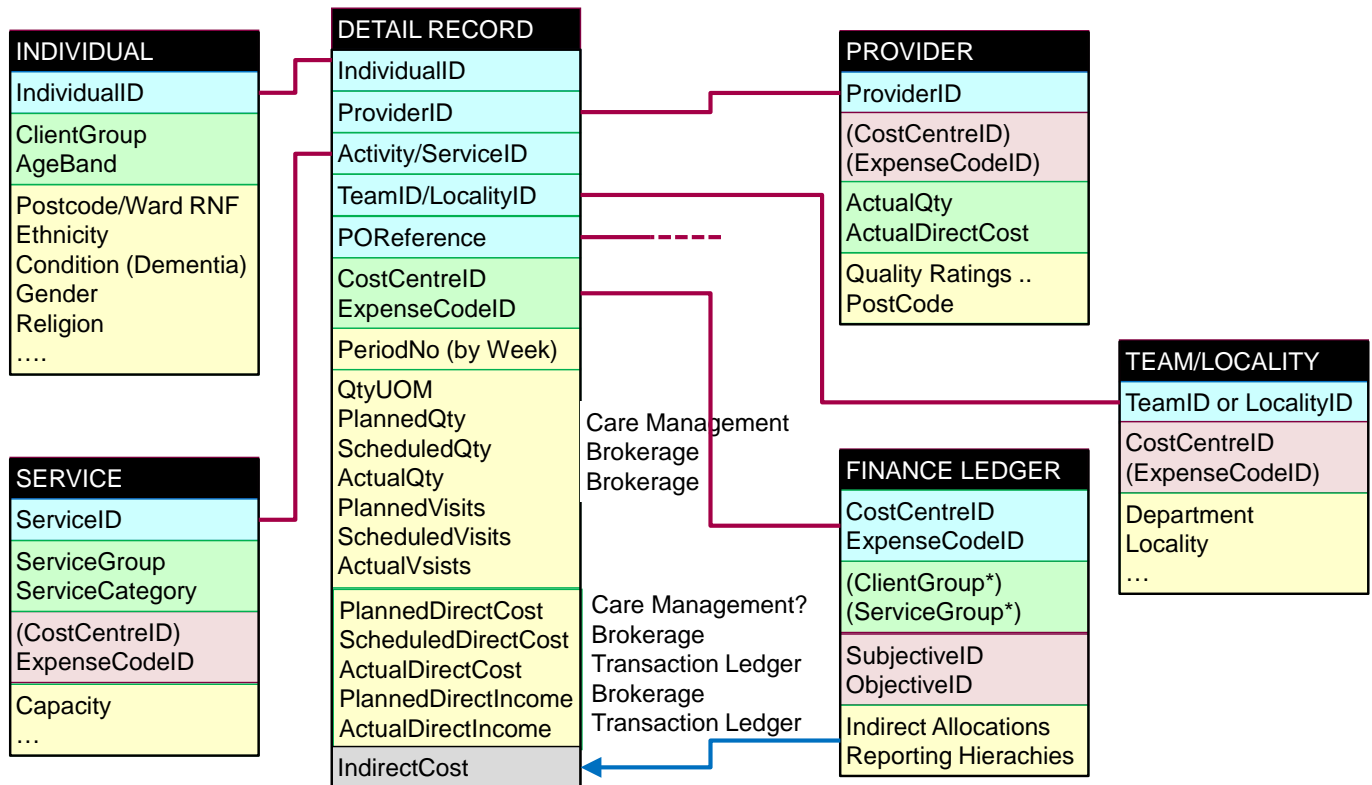 INDIVIDUAL
IndividualID
ClientGroup
AgeBand
Postcode/Ward RNF
Ethnicity
Condition (Dementia)
Gender
Religion
....
SERVICE
ServiceID
ServiceGroup
ServiceCategory
(CostCentreID)
ExpenseCodeID
Capacity
...
DETAIL RECORD
IndividualID
ProviderID
Activity/ServiceID
TeamID/LocalityID
POReference
CostCentreID
ExpenseCodeID
PeriodNo (by Week)
QtyUOM
PlannedQty
ScheduledQty
ActualQty
PlannedVisits
ScheduledVisits
ActualVsists
PlannedDirectCost
ScheduledDirectCost
ActualDirectCost
PlannedDirectIncome
ActualDirectIncome
IndirectCost
Care Management
Brokerage
Brokerage
Care Management?
Brokerage
Transaction Ledger
Brokerage
Transaction Ledger
PROVIDER
ProviderID
(CostCentreID)
(ExpenseCodeID)
ActualQty
ActualDirectCost
Quality Ratings ..
PostCode
FINANCE LEDGER
CostCentreID
ExpenseCodeID
(ClientGroup*)
(ServiceGroup*)
SubjectiveID
ObjectiveID
Indirect Allocations
Reporting Hierachies
TEAM/LOCALITY
TeamID or LocalityID
CostCentreID
(ExpenseCodeID)
Department
Locality
...